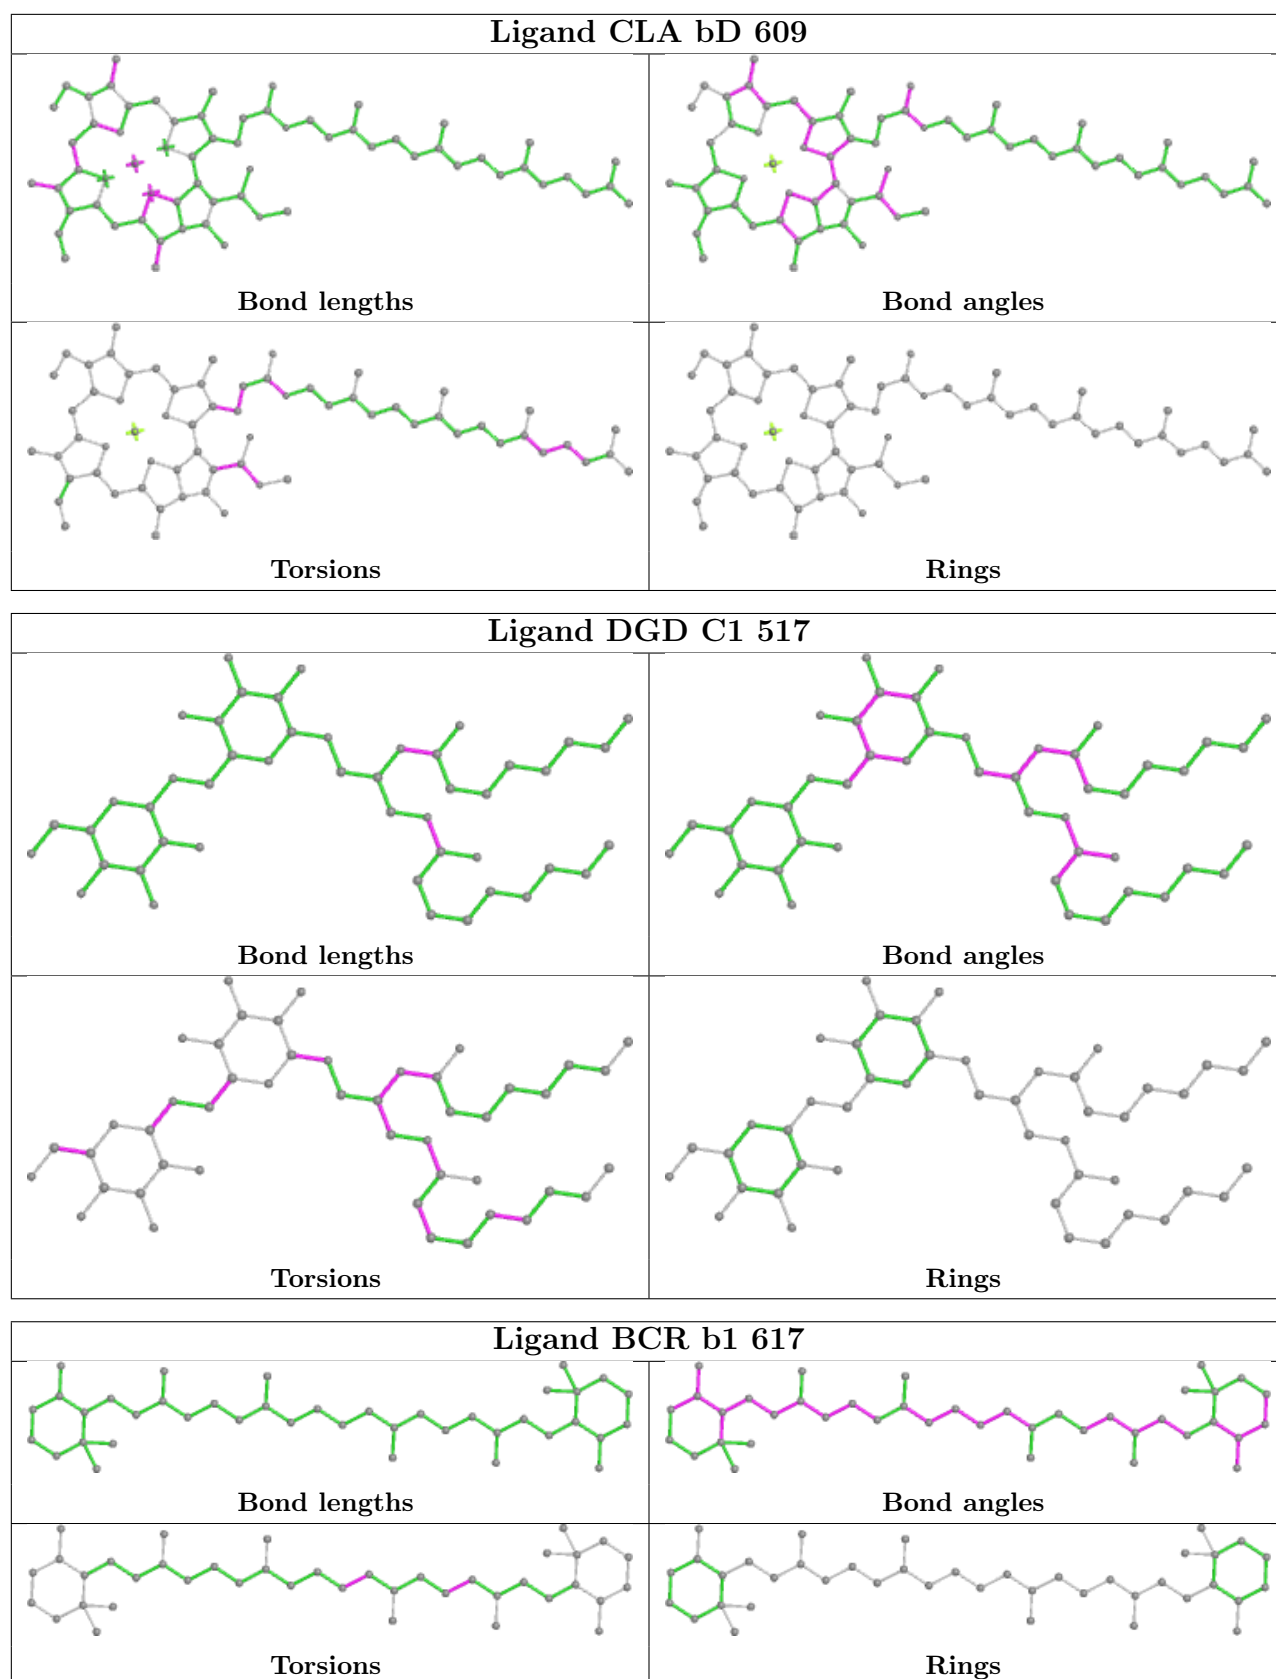 Ligand CLA bD 609
Bond lengths
Bond angles
Torsions
Rings
Ligand DGD C1 517
Bond lengths
Bond angles
Torsions
Rings
Ligand BCR b1 617
Bond lengths
Bond angles
Torsions
Rings